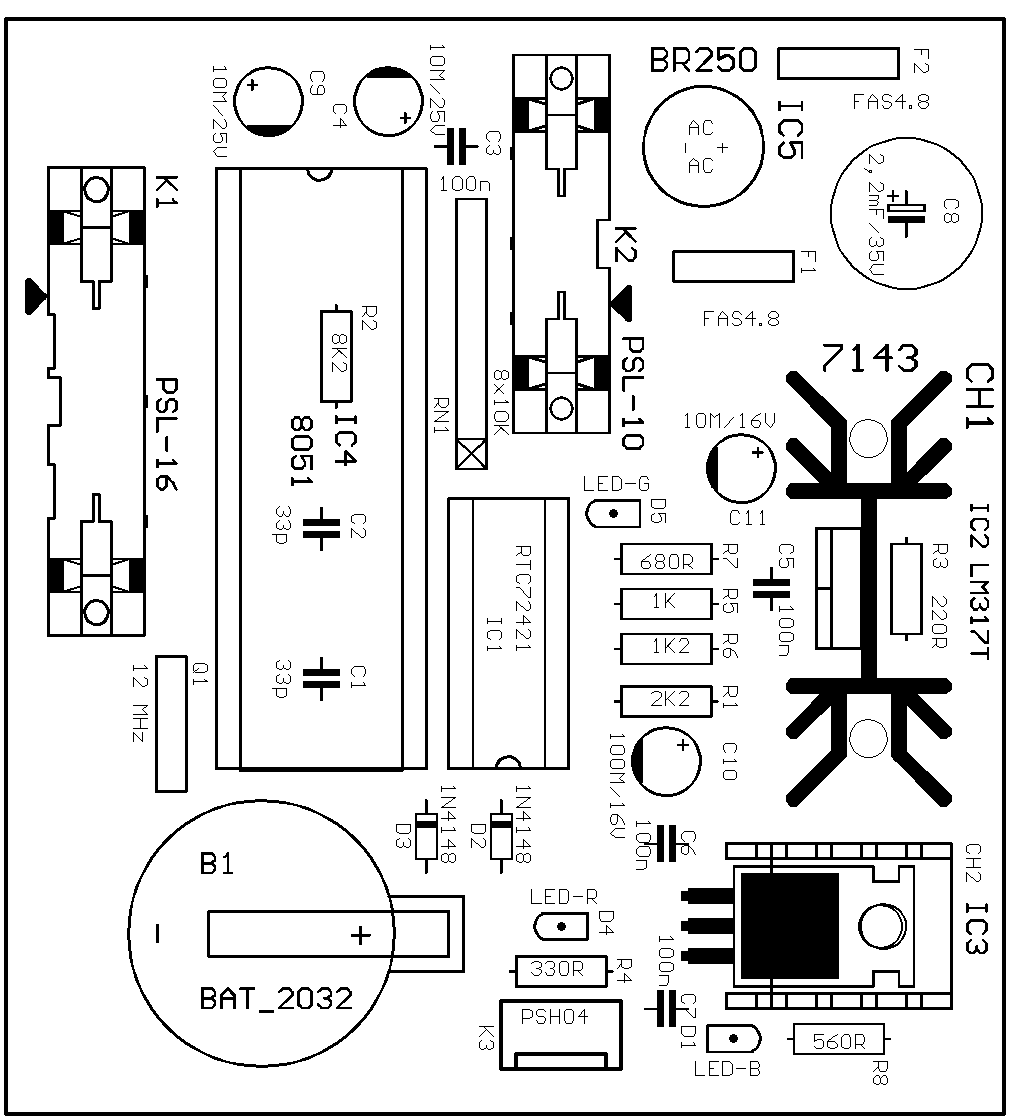 10M/25V
C9
C4
10M/25V
C3
100n
BR250
F2
FAS4.8
IC5
AC
- +
AC
2,2mF/35V
+
C8
K1
K2
F1
FAS4.8
R2
8K2
PSL-10
7143
CH1
PSL-16
IC4
8051
RN1
8x10K
10M/16V
+
C11
LED-G
D5
33p
C2
RTC72421
IC1
680R
R7
1K
R5
1K2
R6
2K2
R1
C5
100n
R3
220R
IC2 LM317T
33p
C1
Q1
12 MHz
100M/16V
+
C10
1N4148
D3
1N4148
D2
100n
C6
B1
- +
BAT_2032
LED-R
D4
330R
R4
100n
C7
CH2
IC3
K3
PSH04
D1
LED-B
560R
R8